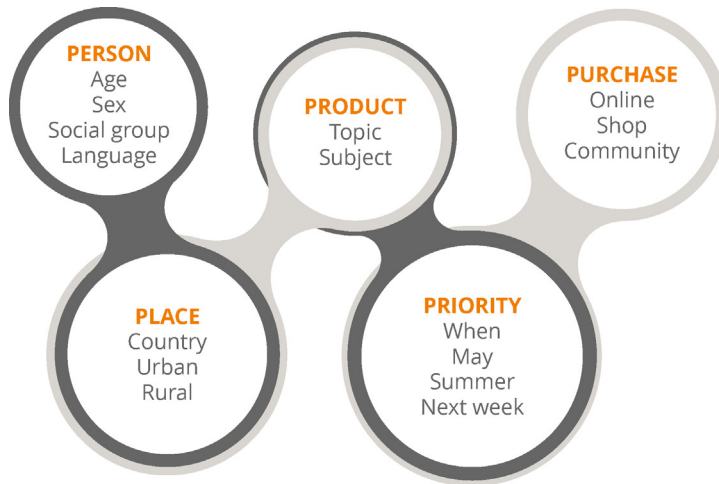 PERSON
Age
Sex
Social group
Language
PLACE
Country
Urban
Rural
PRODUCT
Topic
Subject
PRIORITY
When
May
Summer
Next week
PURCHASE
Online
Shop
Community